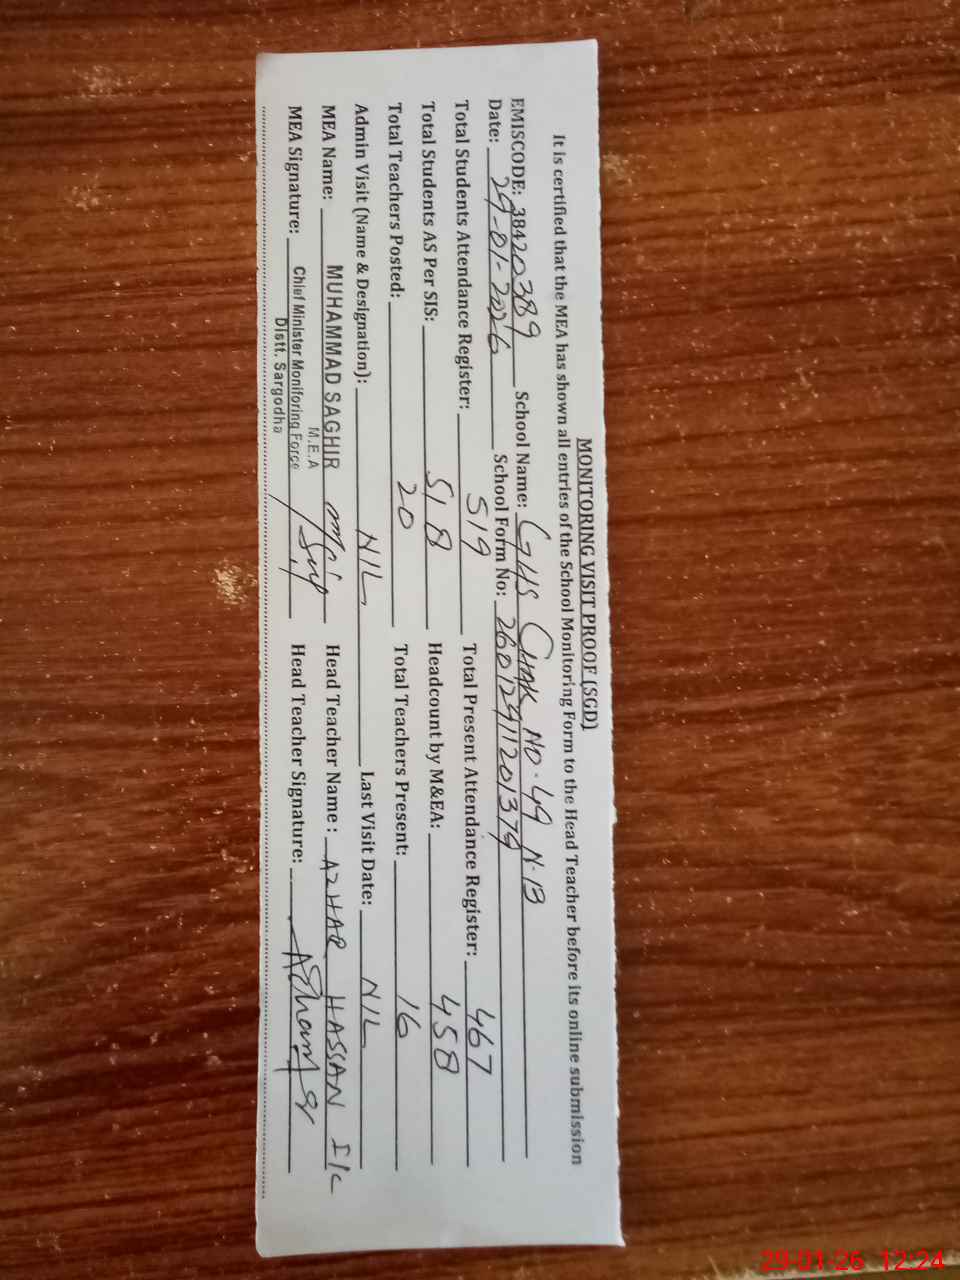 MONITORING VISIT PROOF (SGD)
It is certified that the MEA has shown all entries of the School Monitoring Form to the Head Teacher before its online submission
EMISCODE: 38420389 School Name: GHS Chak NO. 49 N.B
Date: 29-01-2026 School Form No: 26012911201379
Total Students Attendance Register: 519 Total Present Attendance Register: 467
Total Students AS Per SIS: 518 Headcount by M&EA: 458
Total Teachers Posted: 20 Total Teachers Present: 16
Admin Visit (Name & Designation): NIL Last Visit Date: NIL
MEA Name: MUHAMMAD SAGHIR Head Teacher Name : AZHAR HASSAN I/C
M.E.A
MEA Signature: Chief Minister Monitoring Force Head Teacher Signature:
Distt. Sargodha
29-01-26 12:24